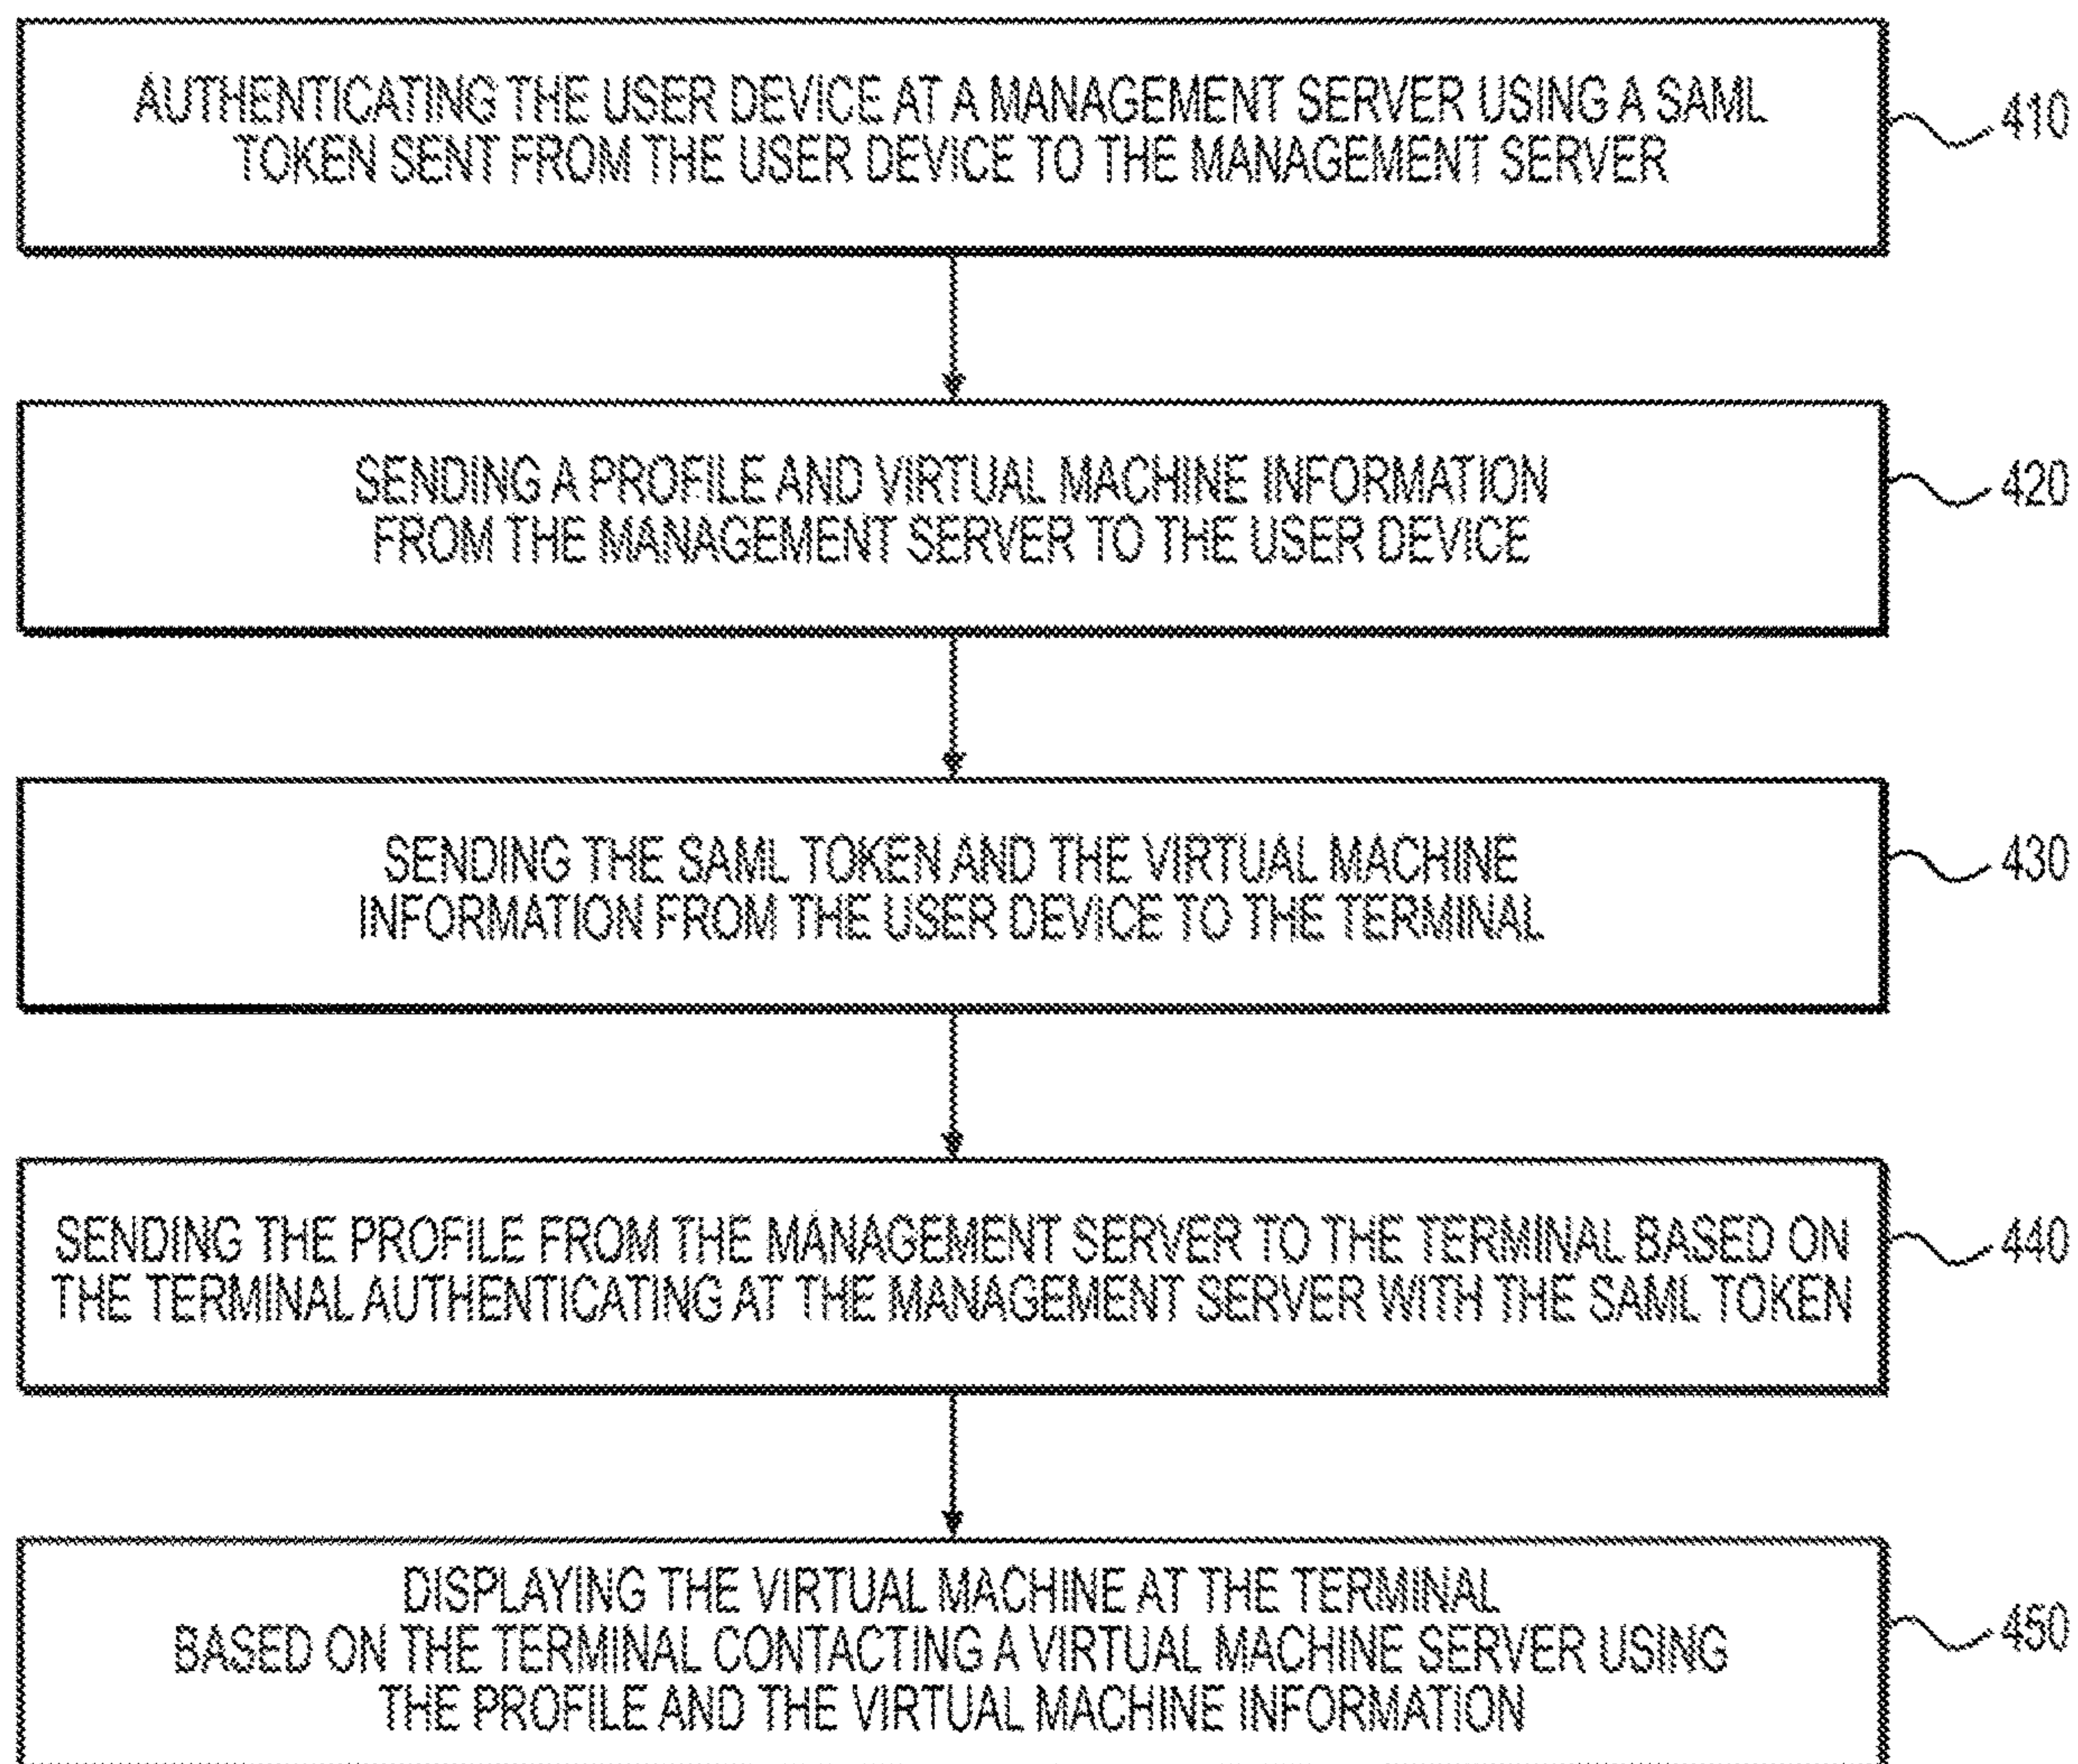 AUTHENTICATING THE USER DEVICE AT A MANAGEMENT SERVER USING A SAML
TOKEN SENT FROM THE USER DEVICE TO THE MANAGEMENT SERVER
410
SENDING A PROFILE AND VIRTUAL MACHINE INFORMATION
FROM THE MANAGEMENT SERVER TO THE USER DEVICE
420
SENDING THE SAML TOKEN AND THE VIRTUAL MACHINE
INFORMATION FROM THE USER DEVICE TO THE TERMINAL
430
SENDING THE PROFILE FROM THE MANAGEMENT SERVER TO THE TERMINAL BASED ON
THE TERMINAL AUTHENTICATING AT THE MANAGEMENT SERVER WITH THE SAML TOKEN
440
DISPLAYING THE VIRTUAL MACHINE AT THE TERMINAL
BASED ON THE TERMINAL CONTACTING A VIRTUAL MACHINE SERVER USING
THE PROFILE AND THE VIRTUAL MACHINE INFORMATION
450